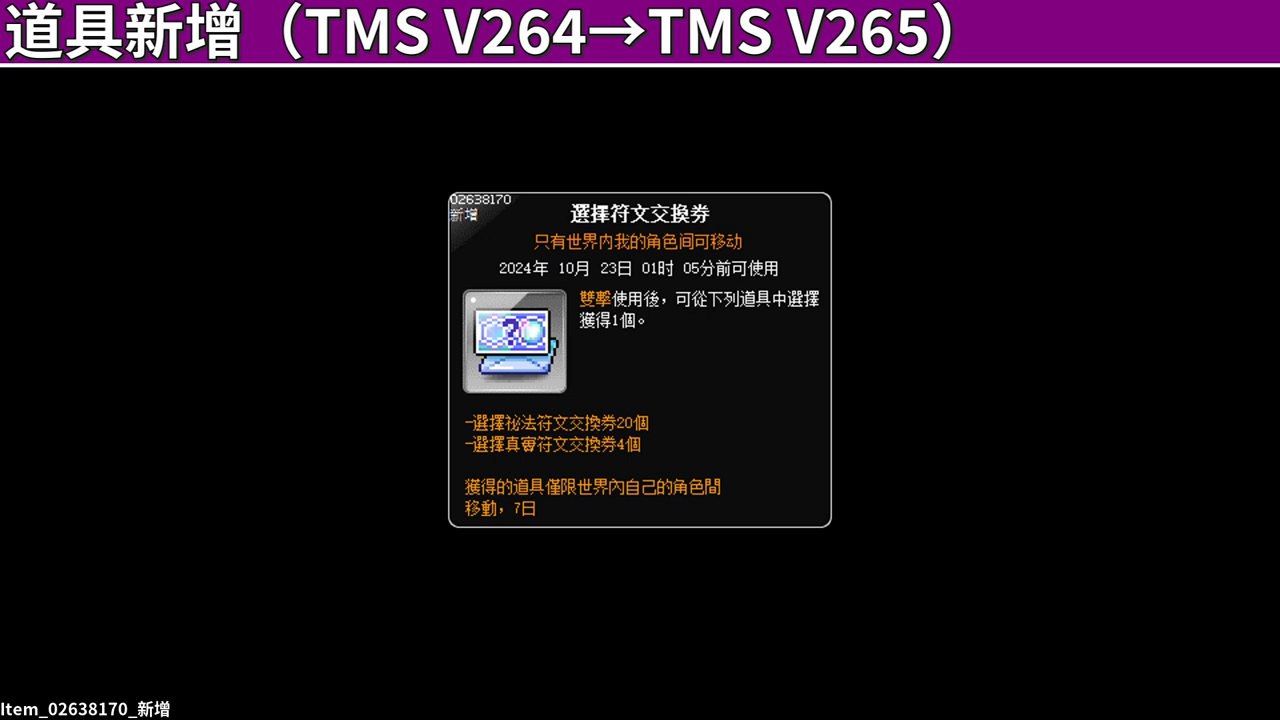 道具新增（TMS V264→TMS V265）
02638170
新增
選擇符文交換券
只有世界内我的角色间可移动
2024年 10月 23日 01时 05分前可使用
雙擊使用後，可從下列道具中選擇
獲得1個。
-選擇祕法符文交換券20個
-選擇真實符文交換券4個
獲得的道具僅限世界內自己的角色間
移動，7日
Item_02638170_新增